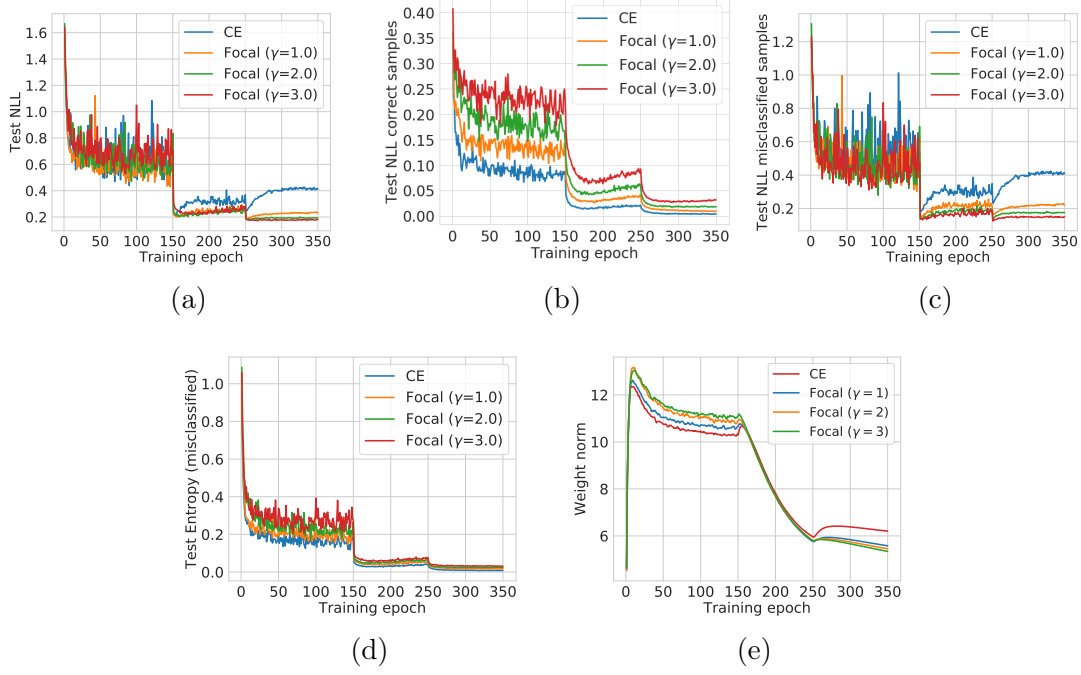 Test NLL
1.6
1.4
1.2
1.0
0.8
0.6
0.4
0.2
0 50 100 150 200 250 300 350
Training epoch
CE
Focal (γ=1.0)
Focal (γ=2.0)
Focal (γ=3.0)
(a)
Test NLL correct samples
0.40
0.35
0.30
0.25
0.20
0.15
0.10
0.05
0.00
0 50 100 150 200 250 300 350
Training epoch
CE
Focal (γ=1.0)
Focal (γ=2.0)
Focal (γ=3.0)
(b)
Test NLL misclassified samples
1.2
1.0
0.8
0.6
0.4
0.2
0 50 100 150 200 250 300 350
Training epoch
CE
Focal (γ=1.0)
Focal (γ=2.0)
Focal (γ=3.0)
(c)
Test Entropy (misclassified)
1.0
0.8
0.6
0.4
0.2
0.0
0 50 100 150 200 250 300 350
Training epoch
CE
Focal (γ=1.0)
Focal (γ=2.0)
Focal (γ=3.0)
(d)
Weight norm
12
10
8
6
0 50 100 150 200 250 300 350
Training epoch
CE
Focal (γ = 1)
Focal (γ = 2)
Focal (γ = 3)
(e)